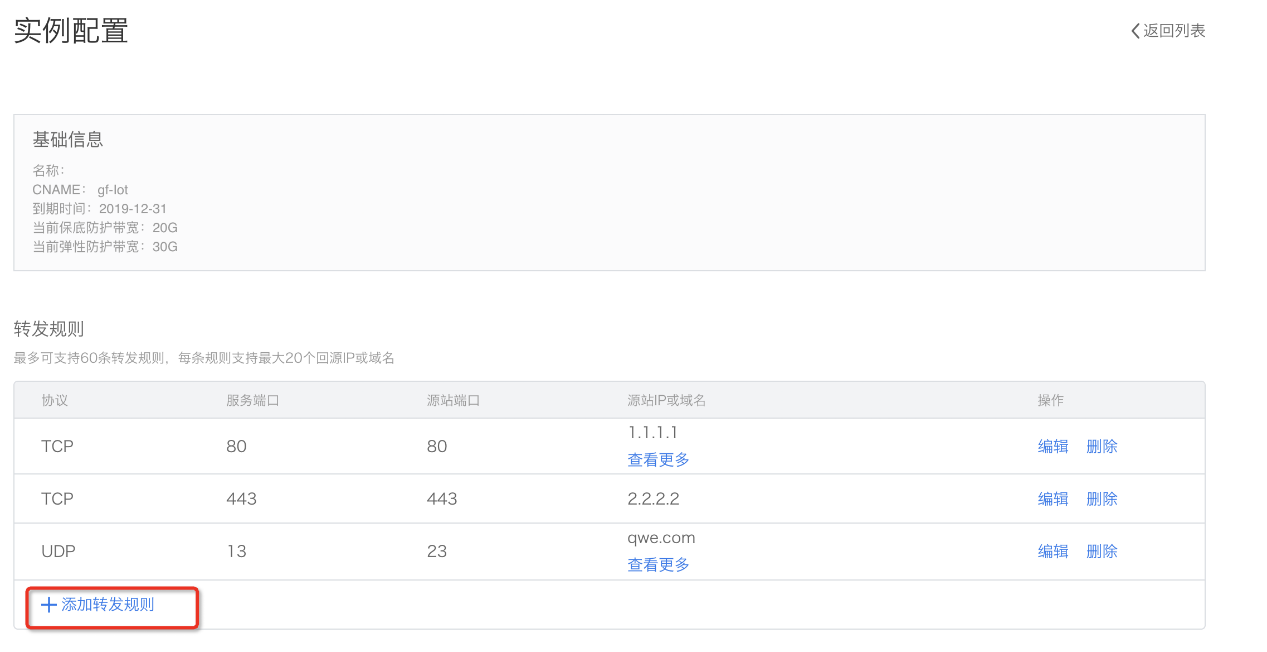 实例配置
返回列表
基础信息
名称：
CNAME： gf-lot
到期时间：2019-12-31
当前保底防护带宽：20G
当前弹性防护带宽：30G
转发规则
最多可支持60条转发规则，每条规则支持最大20个回源IP或域名
协议 服务端口 源站端口 源站IP或域名 操作
TCP 80 80 1.1.1.1 编辑 删除
查看更多
TCP 443 443 2.2.2.2 编辑 删除
UDP 13 23 qwe.com 编辑 删除
查看更多
添加转发规则